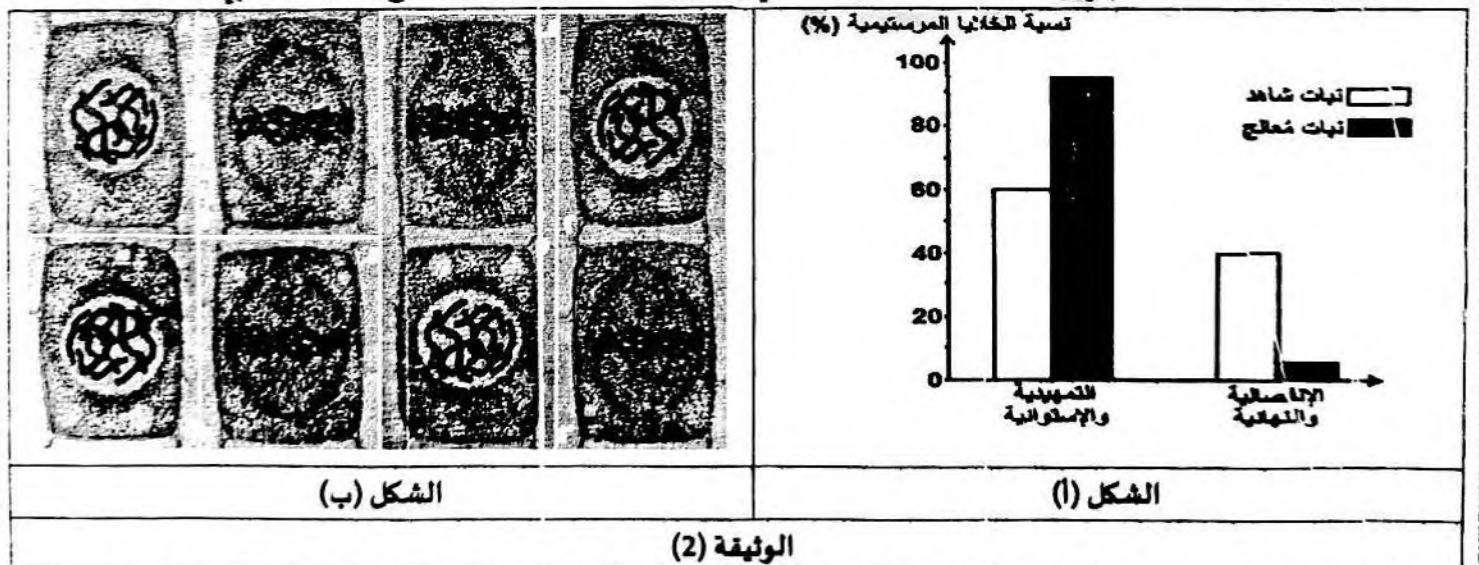 نسبة الخلايا المرستيمية (%)
100
80
60
40
20
0
نبات شاهد
نبات مُعالج
التمهيدية
والإستوائية
الإنفصالية
والنهائية
الشكل (أ)
الشكل (ب)
الوثيقة (2)